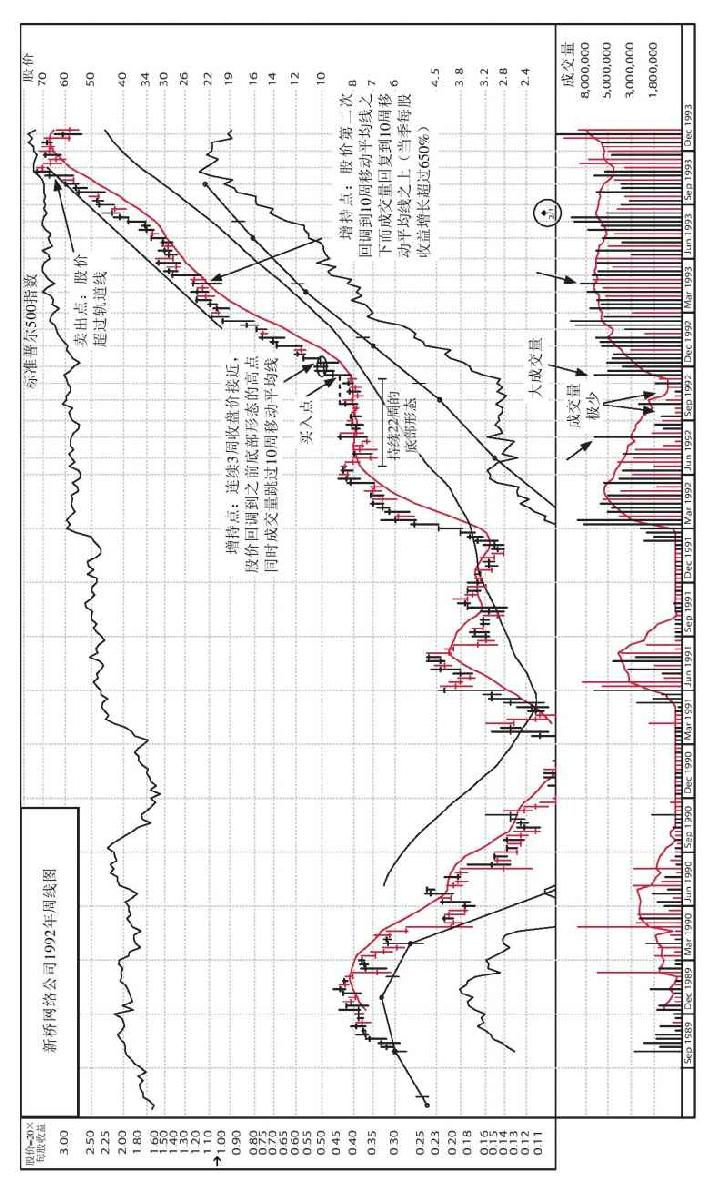 新桥网络公司1992年周线图
股价=20×
每股收益
3.00
2.50
2.25
2.00
1.80
1.60
1.50
1.40
1.30
1.20
1.10
1.00
0.90
0.80
0.75
0.70
0.65
0.60
0.55
0.50
0.45
0.40
0.35
0.30
0.25
0.20
0.18
0.16
0.15
0.14
0.13
0.12
0.11
标准普尔500指数
卖出点：股价
超过轨道线
增持点：连续3周收盘价接近，
股价回调到之前底部形态的高点
同时成交量跳过10周移动平均线
买入点
持续22周的
底部形态
增持点：股价第二次
回调到10周移动平均线之
下而成交量回复到10周移
动平均线之上（当季每股
收益增长超过650%）
大成交量
成交量
极少
2/1
股价
70
60
50
40
34
30
26
22
19
16
14
12
10
8
7
6
4.5
3.8
3.2
2.8
2.4
成交量
8,000,000
5,000,000
3,000,000
1,800,000
Sep 1989
Dec 1989
Mar 1990
Jun 1990
Sep 1990
Dec 1990
Mar 1991
Jun 1991
Sep 1991
Dec 1991
Mar 1992
Jun 1992
Sep 1992
Dec 1992
Mar 1993
Jun 1993
Sep 1993
Dec 1993